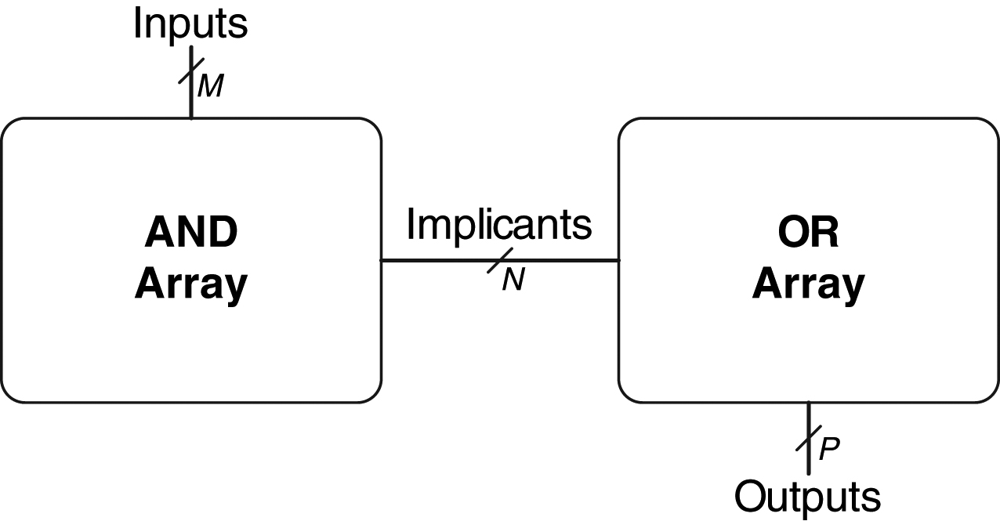 Inputs
M
AND
Array
Implicants
N
OR
Array
P
Outputs